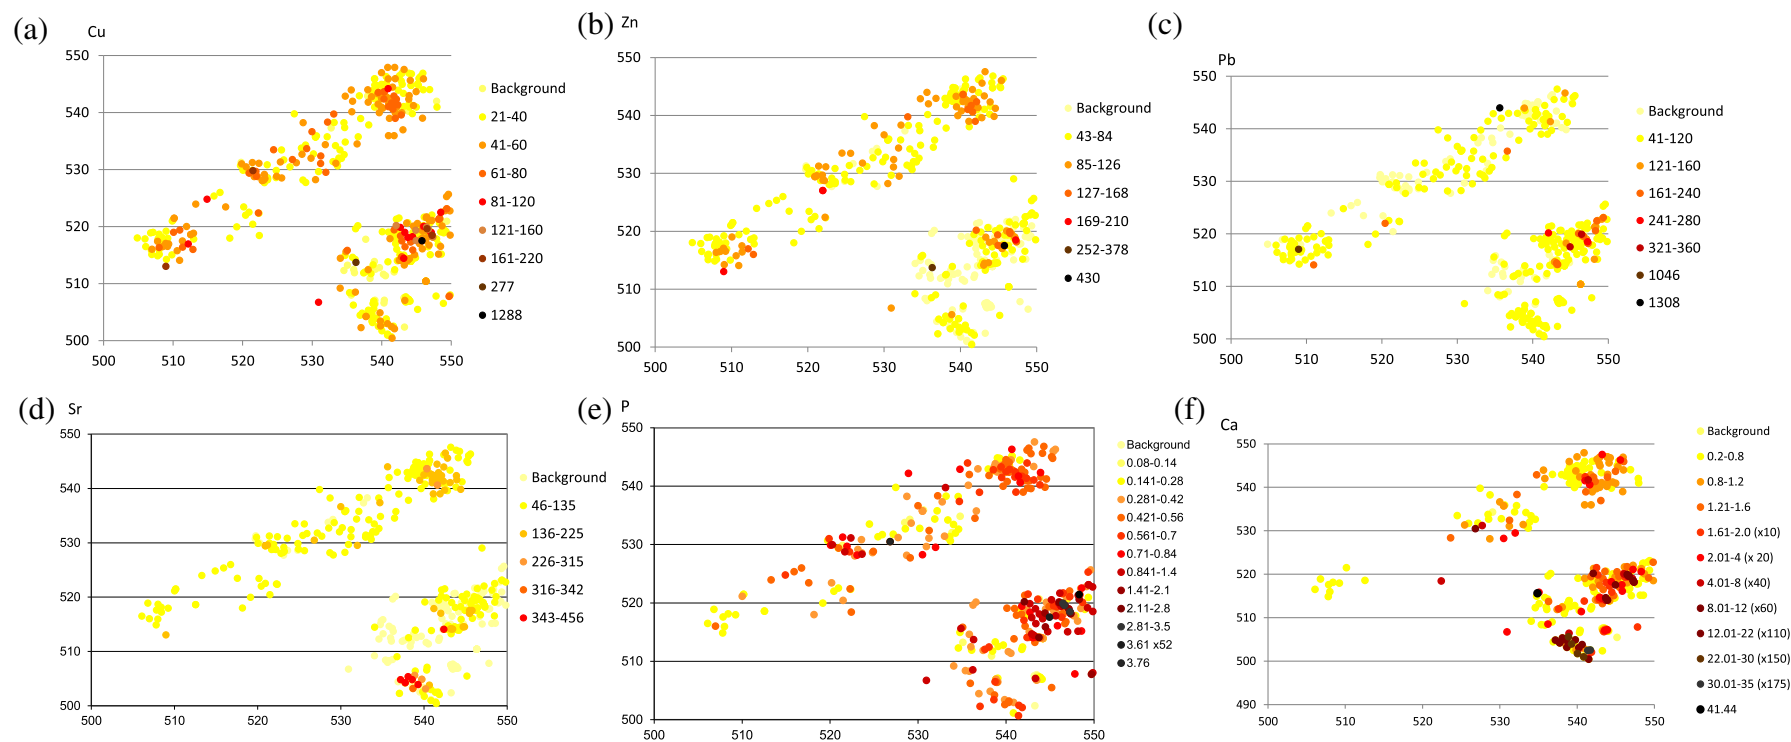 (a)
Cu
550
540
530
520
510
500
500 510 520 530 540 550
Background
21-40
41-60
61-80
81-120
121-160
161-220
277
1288
(b)
Zn
550
540
530
520
510
500
500 510 520 530 540 550
Background
43-84
85-126
127-168
169-210
252-378
430
(c)
Pb
550
540
530
520
510
500
500 510 520 530 540 550
Background
41-120
121-160
161-240
241-280
321-360
1046
1308
(d)
Sr
550
540
530
520
510
500
500 510 520 530 540 550
Background
46-135
136-225
226-315
316-342
343-456
(e)
P
550
540
530
520
510
500
500 510 520 530 540 550
Background
0.08-0.14
0.141-0.28
0.281-0.42
0.421-0.56
0.561-0.7
0.71-0.84
0.841-1.4
1.41-2.1
2.11-2.8
2.81-3.5
3.61 x52
3.76
(f)
Ca
550
540
530
520
510
500
490
500 510 520 530 540 550
Background
0.2-0.8
0.8-1.2
1.21-1.6
1.61-2.0 (x10)
2.01-4 (x 20)
4.01-8 (x40)
8.01-12 (x60)
12.01-22 (x110)
22.01-30 (x150)
30.01-35 (x175)
41.44